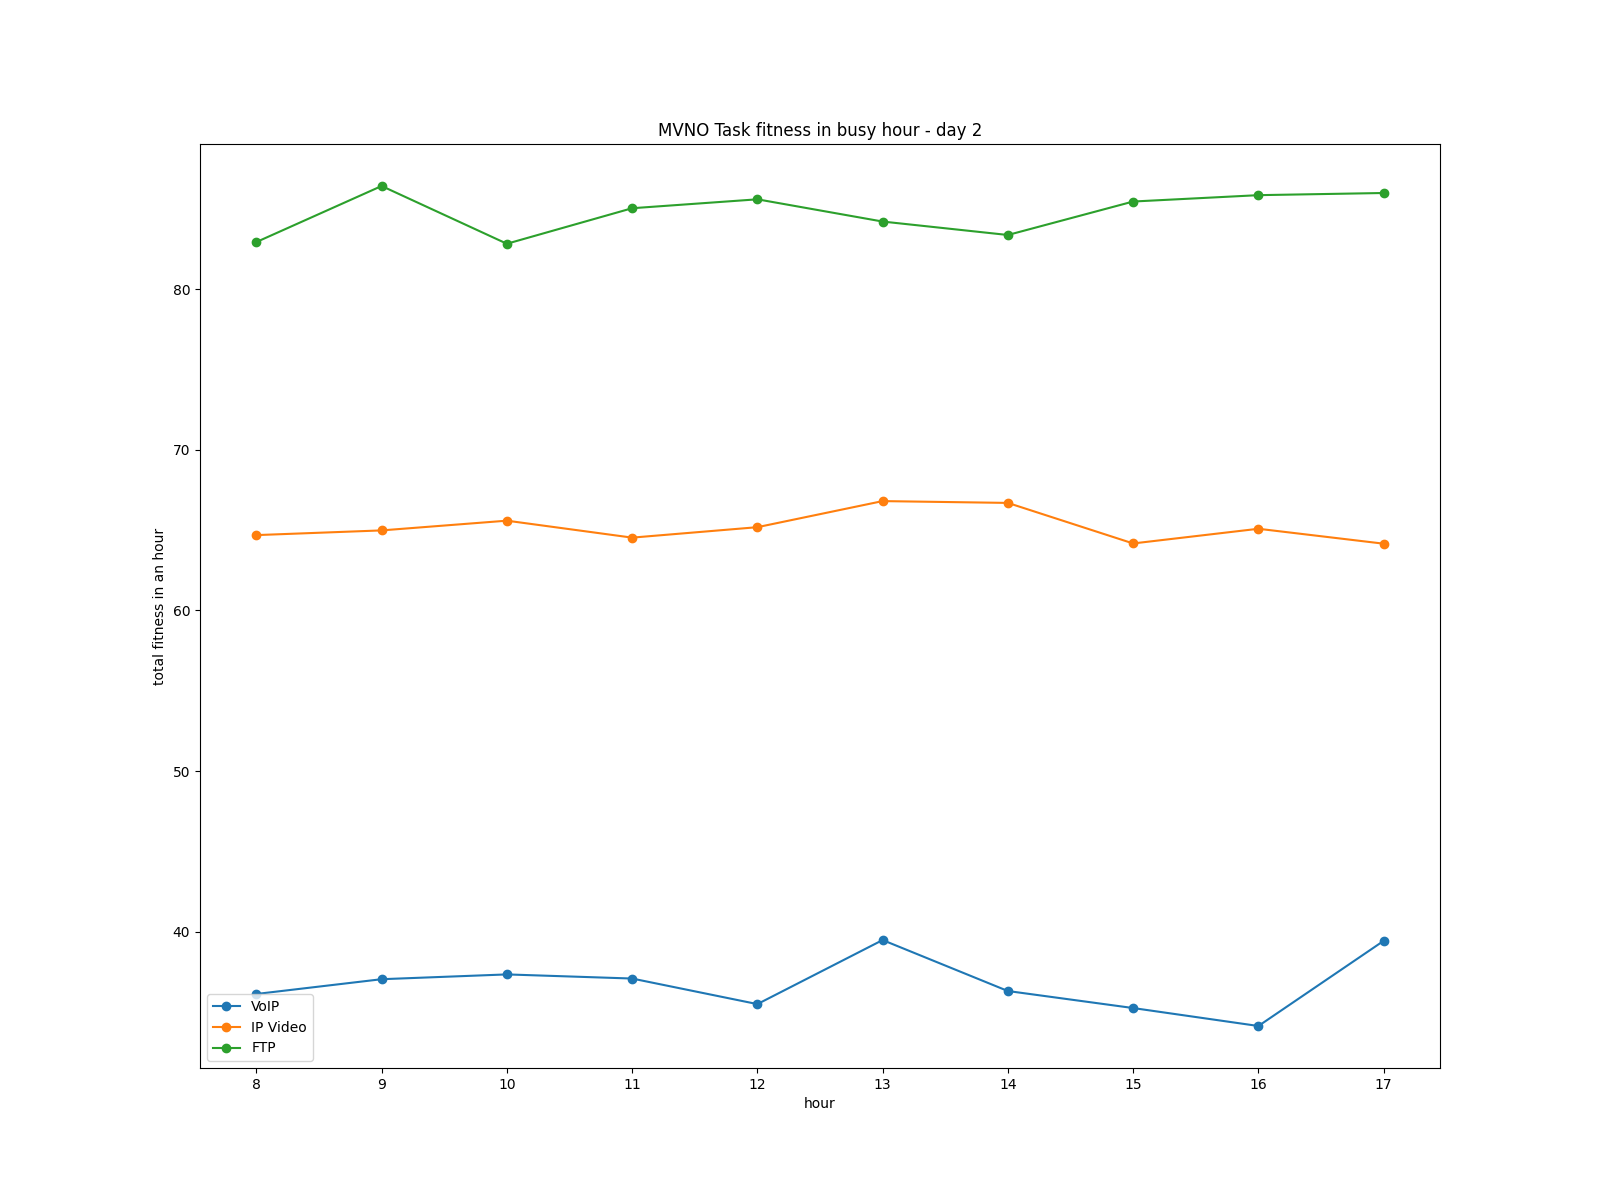 MVNO Task fitness in busy hour - day 2
total fitness in an hour
80
70
60
50
40
VoIP
IP Video
FTP
8 9 10 11 12 13 14 15 16 17
hour